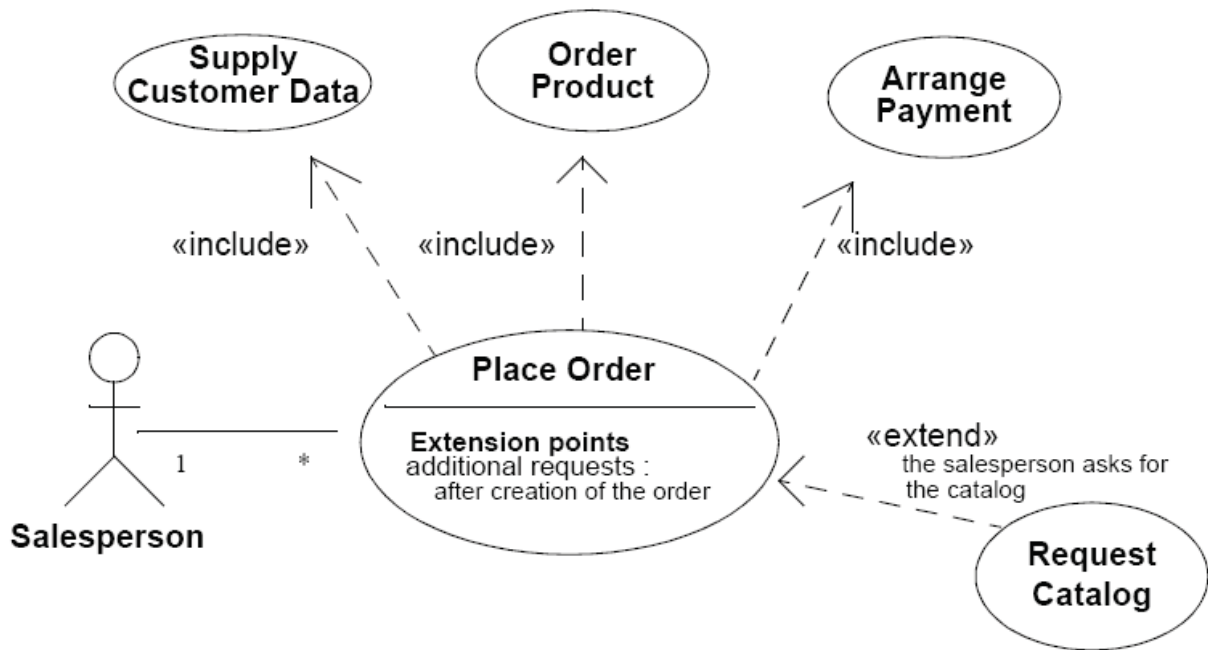 Supply
Customer Data
Order
Product
Arrange
Payment
«include»
«include»
«include»
Place Order
Extension points
additional requests :
after creation of the order
1
*
Salesperson
«extend»
the salesperson asks for
the catalog
Request
Catalog